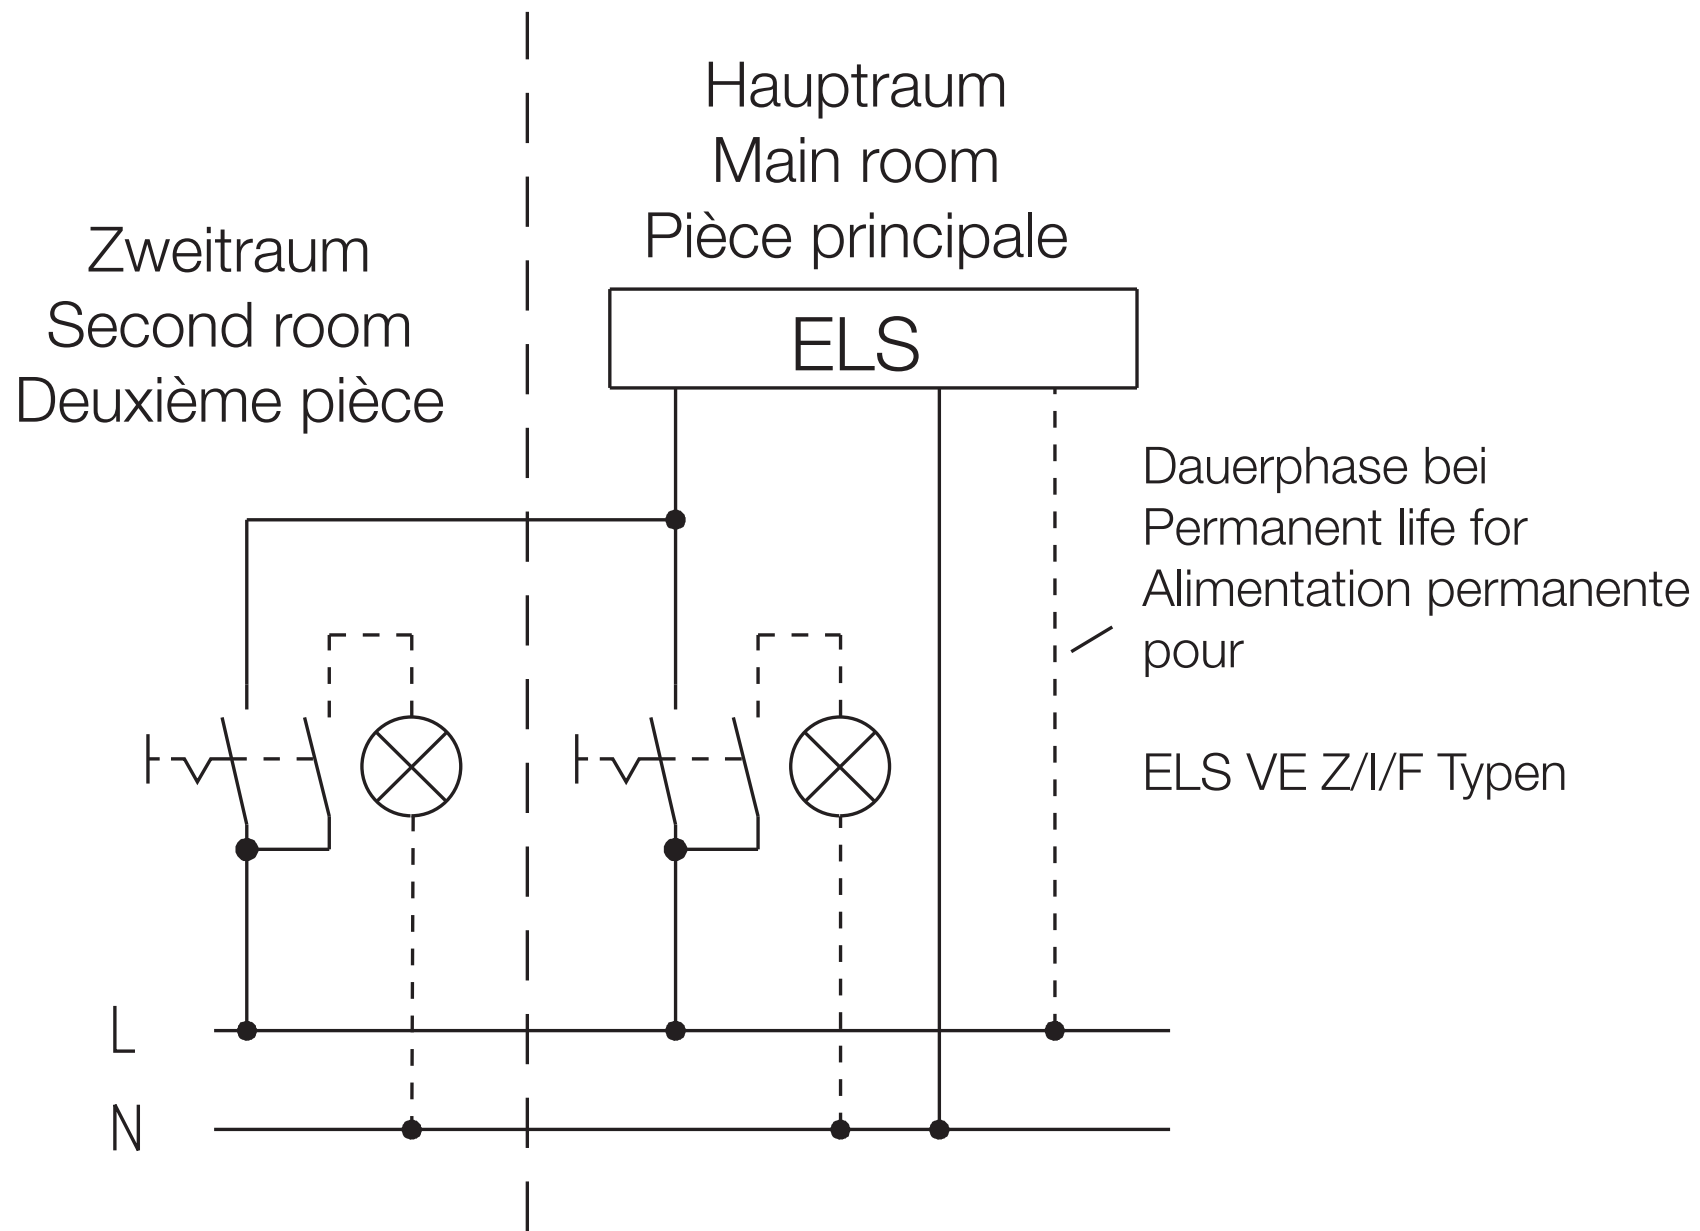 Hauptraum
Main room
Pièce principale
Zweitraum
Second room
Deuxième pièce
ELS
Dauerphase bei
Permanent life for
Alimentation permanente
pour
ELS VE Z/I/F Typen
L
N